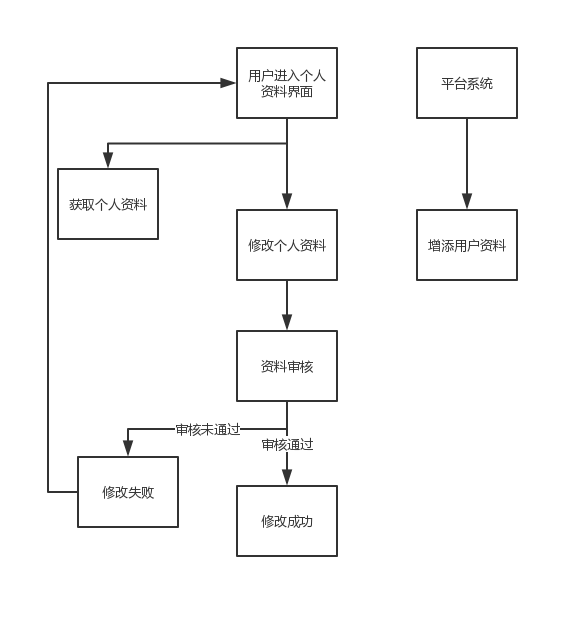 用户进入个人
资料界面
平台系统
获取个人资料
修改个人资料
增添用户资料
资料审核
审核未通过
审核通过
修改失败
修改成功